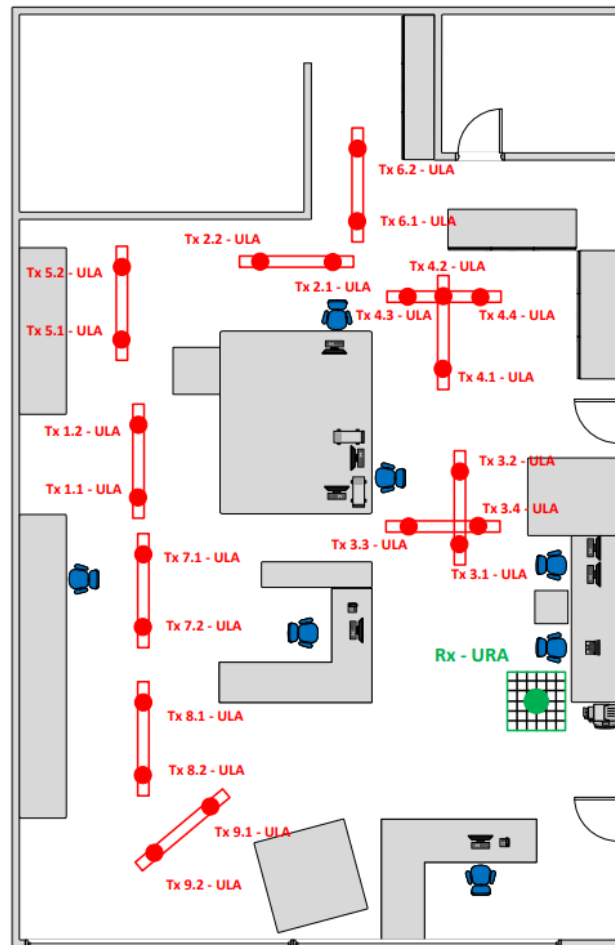 Tx 6.2 - ULA
Tx 6.1 - ULA
Tx 2.2 - ULA
Tx 5.2 - ULA
Tx 4.2 - ULA
Tx 2.1 - ULA
Tx 4.3 - ULA
Tx 4.4 - ULA
Tx 5.1 - ULA
Tx 4.1 - ULA
Tx 1.2 - ULA
Tx 3.2 - ULA
Tx 1.1 - ULA
Tx 3.4 - ULA
Tx 3.3 - ULA
Tx 7.1 - ULA
Tx 3.1 - ULA
Tx 7.2 - ULA
Rx - URA
Tx 8.1 - ULA
Tx 8.2 - ULA
Tx 9.1 - ULA
Tx 9.2 - ULA